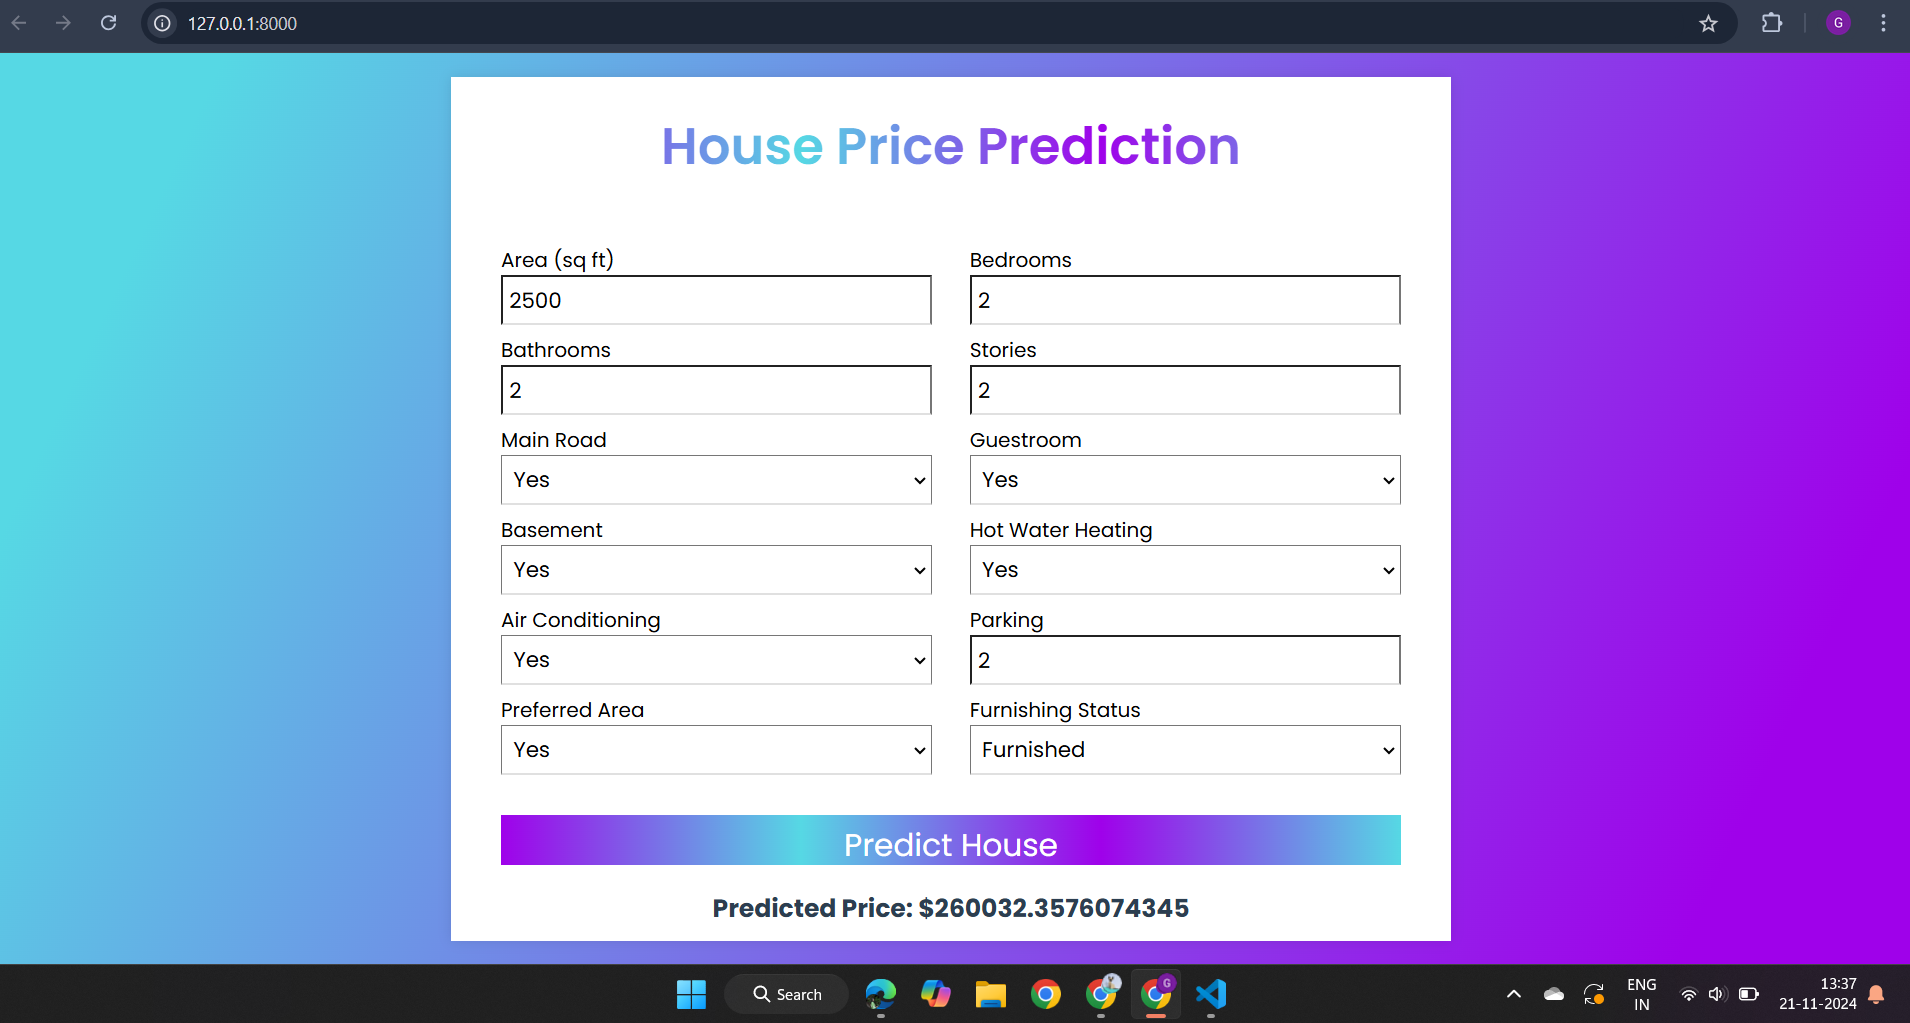 127.0.0.1:8000
G
House Price Prediction
Area (sq ft)
Bedrooms
2500
2
Bathrooms
Stories
2
2
Main Road
Guestroom
Yes
Yes
Basement
Hot Water Heating
Yes
Yes
Air Conditioning
Parking
Yes
2
Preferred Area
Furnishing Status
Yes
Furnished
Predict House
Predicted Price: $260032.3576074345
Search
G
ENG
IN
13:37
21-11-2024